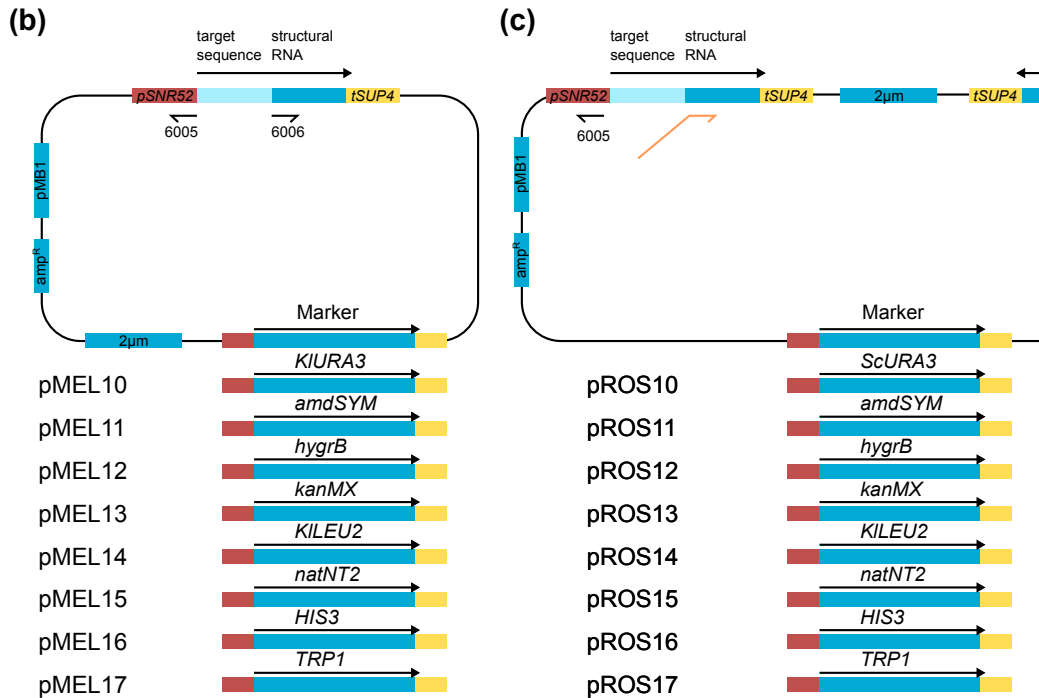 (b)
target sequence
structural RNA
pSNR52
tSUP4
6005
6006
pMB1
ampR
2µm
Marker
pMEL10 KlURA3
pMEL11 amdSYM
pMEL12 hygrB
pMEL13 kanMX
pMEL14 KlLEU2
pMEL15 natNT2
pMEL16 HIS3
pMEL17 TRP1
(c)
target sequence
structural RNA
pSNR52
tSUP4
2µm
tSUP4
6005
pMB1
ampR
Marker
pROS10 ScURA3
pROS11 amdSYM
pROS12 hygrB
pROS13 kanMX
pROS14 KlLEU2
pROS15 natNT2
pROS16 HIS3
pROS17 TRP1